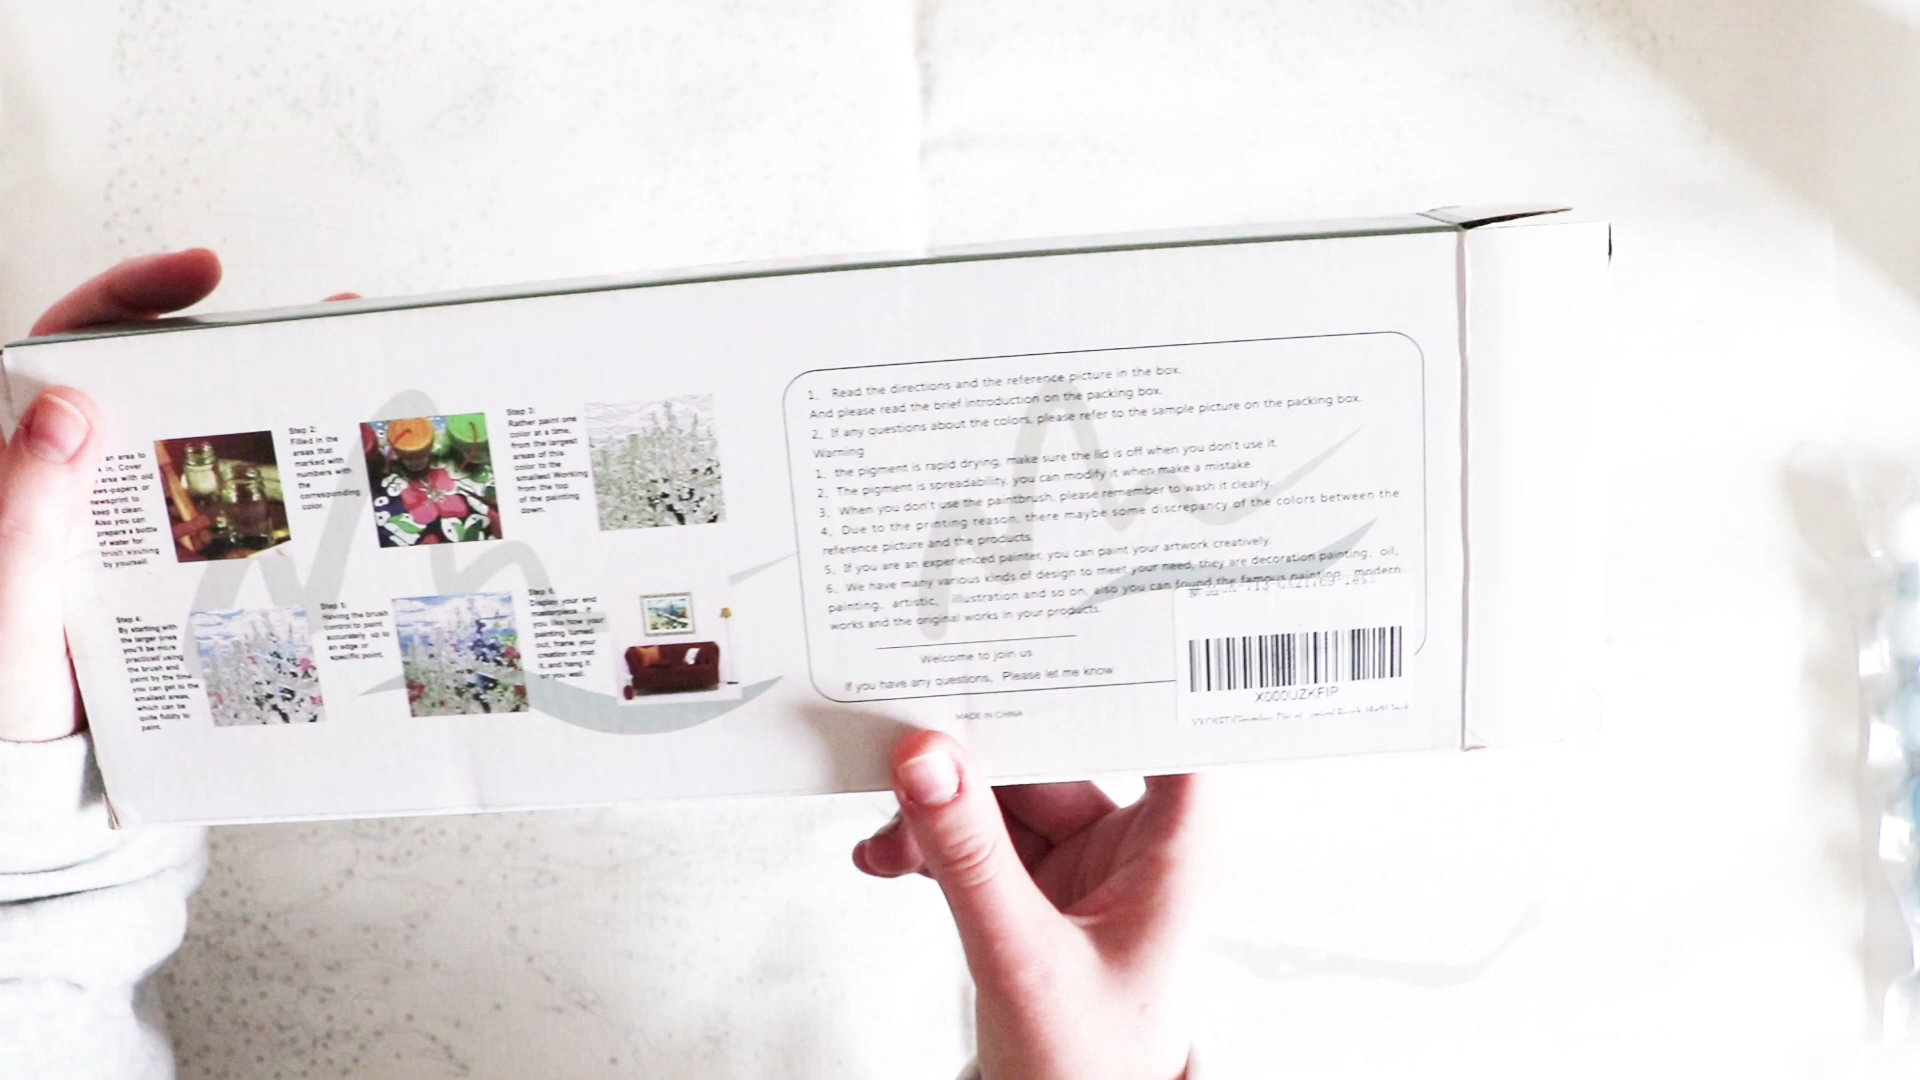 an area to
in. Cover
area with old
newsprint to
keep it clean.
Also you can
prepare a bottle
of water for
brush washing
by yourself.
Step 2:
Filled in the
areas that
marked with
numbers with
the
corresponding
color.
Step 3:
Rather paint one
color at a time,
from the largest
areas of this
color to the
smallest Working
from the top
of the painting
down.
Step 4:
By starting with
the larger ones
you'll be more
practiced using
the brush and
paint by the time
you can get to the
smallest areas,
which can be
quite fiddly to
paint.
Step 5:
Having the brush
control to paint
accurately up to
an edge or
specific point.
Step 6:
Display your end
masterpiece. If
you like how your
painting turned
out, frame your
creation or mat
it, and hang it
on you wall.
1、 Read the directions and the reference picture in the box.
And please read the brief introduction on the packing box.
2、If any questions about the colors, please refer to the sample picture on the packing box.
Warning
1、the pigment is rapid drying, make sure the lid is off when you don't use it.
2、The pigment is spreadability, you can modify it when make a mistake.
3、When you don't use the paintbrush, please remember to wash it clearly.
4、Due to the printing reason, there maybe some discrepancy of the colors between the
reference picture and the products.
5、If you are an experienced painter, you can paint your artwork creatively.
6、We have many various kinds of design to meet your need, they are decoration painting, oil,
painting, artistic, illustration and so on, also you can found the famous painting, modern
works and the original works in your products.
Welcome to join us
If you have any questions, Please let me know
MADE IN CHINA
X000UZKFIP